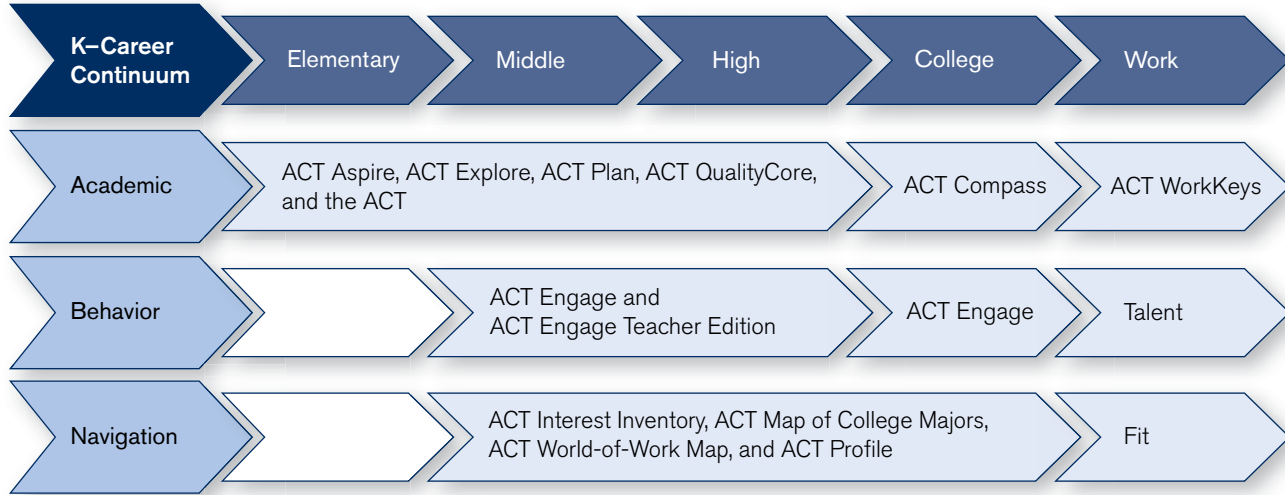 K–Career
Continuum
Elementary
Middle
High
College
Work
Academic
ACT Aspire, ACT Explore, ACT Plan, ACT QualityCore,
and the ACT
ACT Compass
ACT WorkKeys
Behavior
ACT Engage and
ACT Engage Teacher Edition
ACT Engage
Talent
Navigation
ACT Interest Inventory, ACT Map of College Majors,
ACT World-of-Work Map, and ACT Profile
Fit